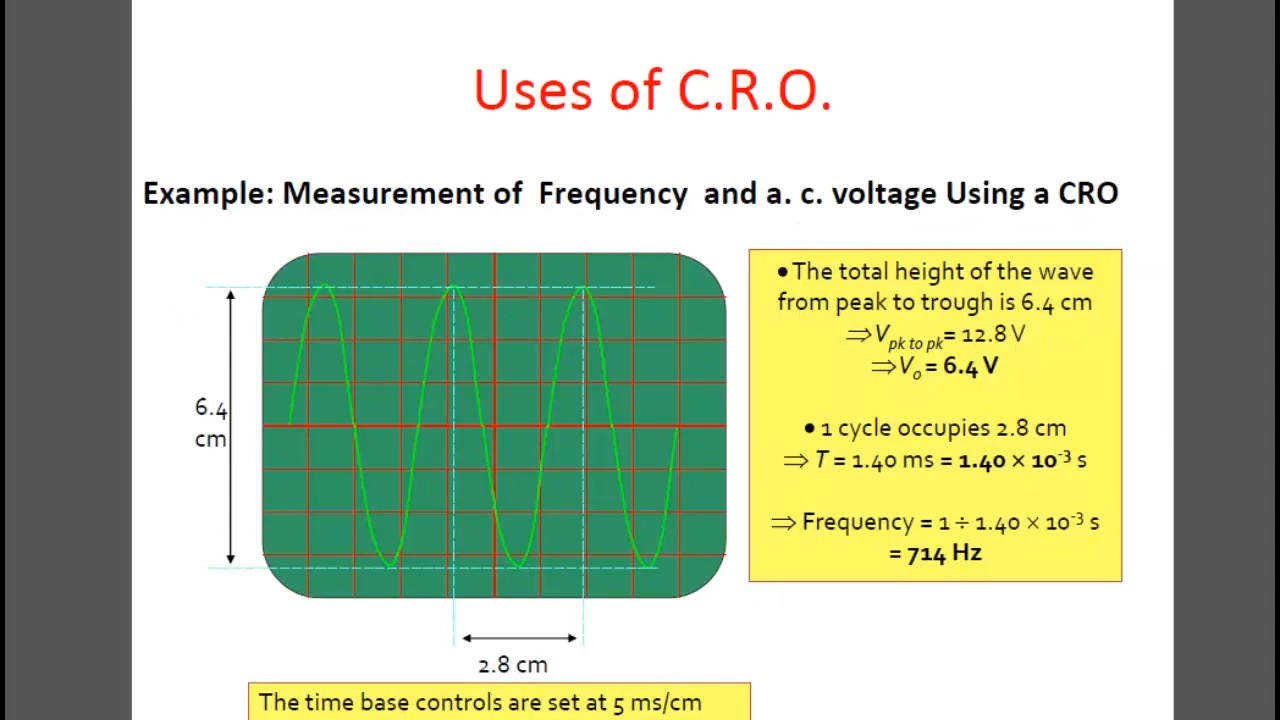 Uses of C.R.O.
Example: Measurement of Frequency and a. c. voltage Using a CRO
6.4
cm
2.8 cm
• The total height of the wave
from peak to trough is 6.4 cm
⇒ Vpk to pk = 12.8 V
⇒ Vo = 6.4 V
• 1 cycle occupies 2.8 cm
⇒ T = 1.40 ms = 1.40 × 10⁻³ s
⇒ Frequency = 1 ÷ 1.40 × 10⁻³ s
= 714 Hz
The time base controls are set at 5 ms/cm